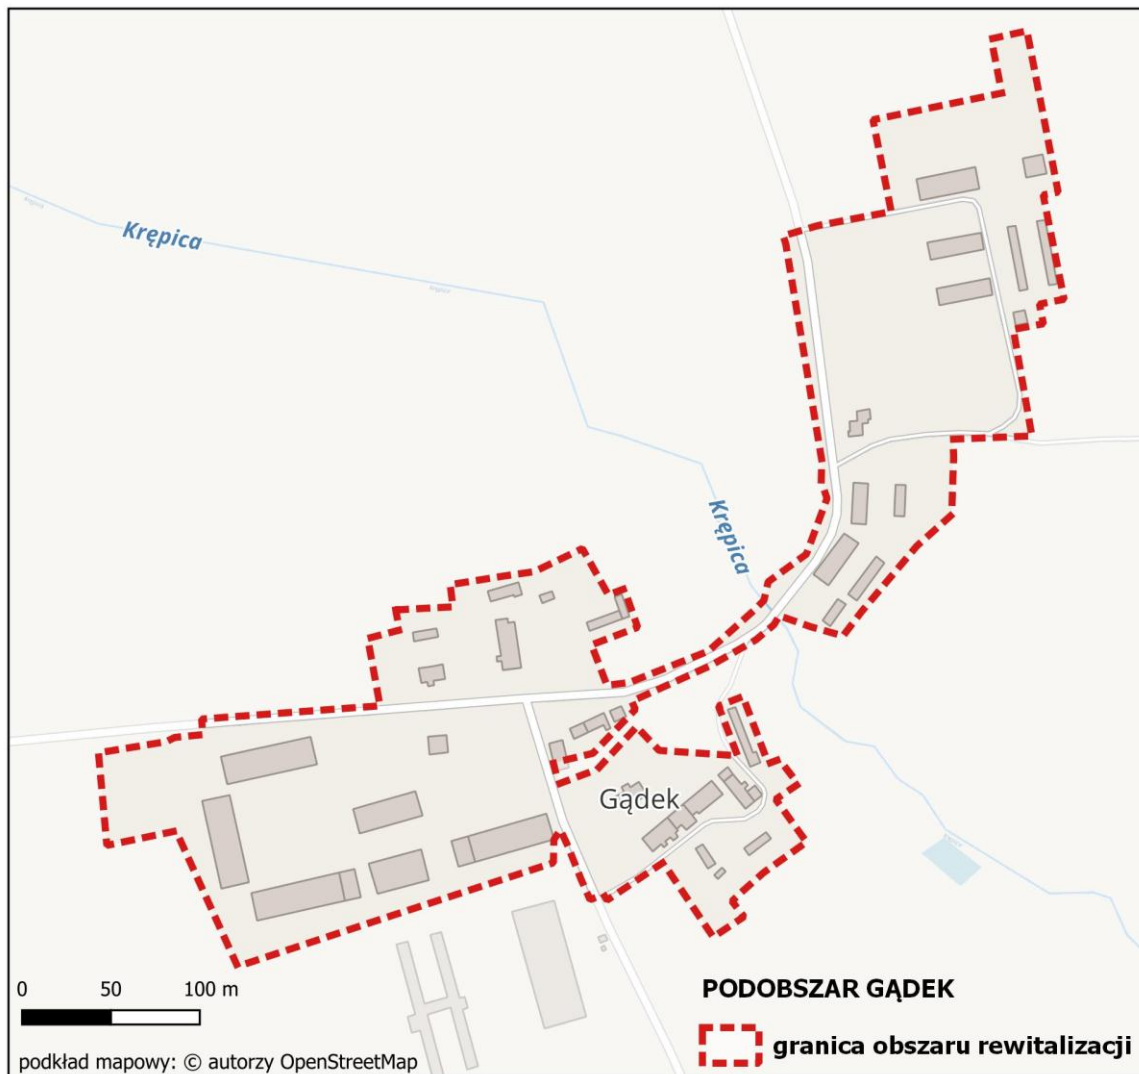 Krępica
Krępica
Gądek
0 50 100 m
PODOBSZAR GĄDEK
granica obszaru rewitalizacji
podkład mapowy: © autorzy OpenStreetMap